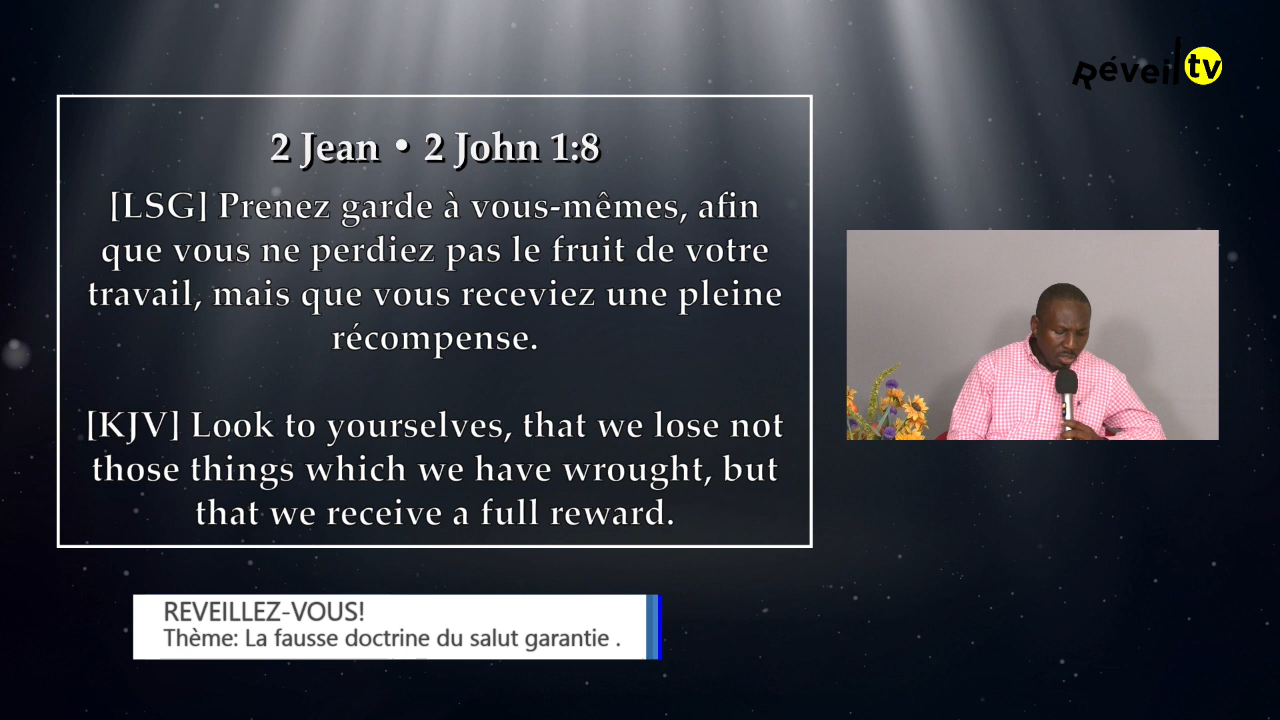 Réveil tv
2 Jean • 2 John 1:8
[LSG] Prenez garde à vous-mêmes, afin
que vous ne perdiez pas le fruit de votre
travail, mais que vous receviez une pleine
récompense.
[KJV] Look to yourselves, that we lose not
those things which we have wrought, but
that we receive a full reward.
REVEILLEZ-VOUS!
Thème: La fausse doctrine du salut garantie .